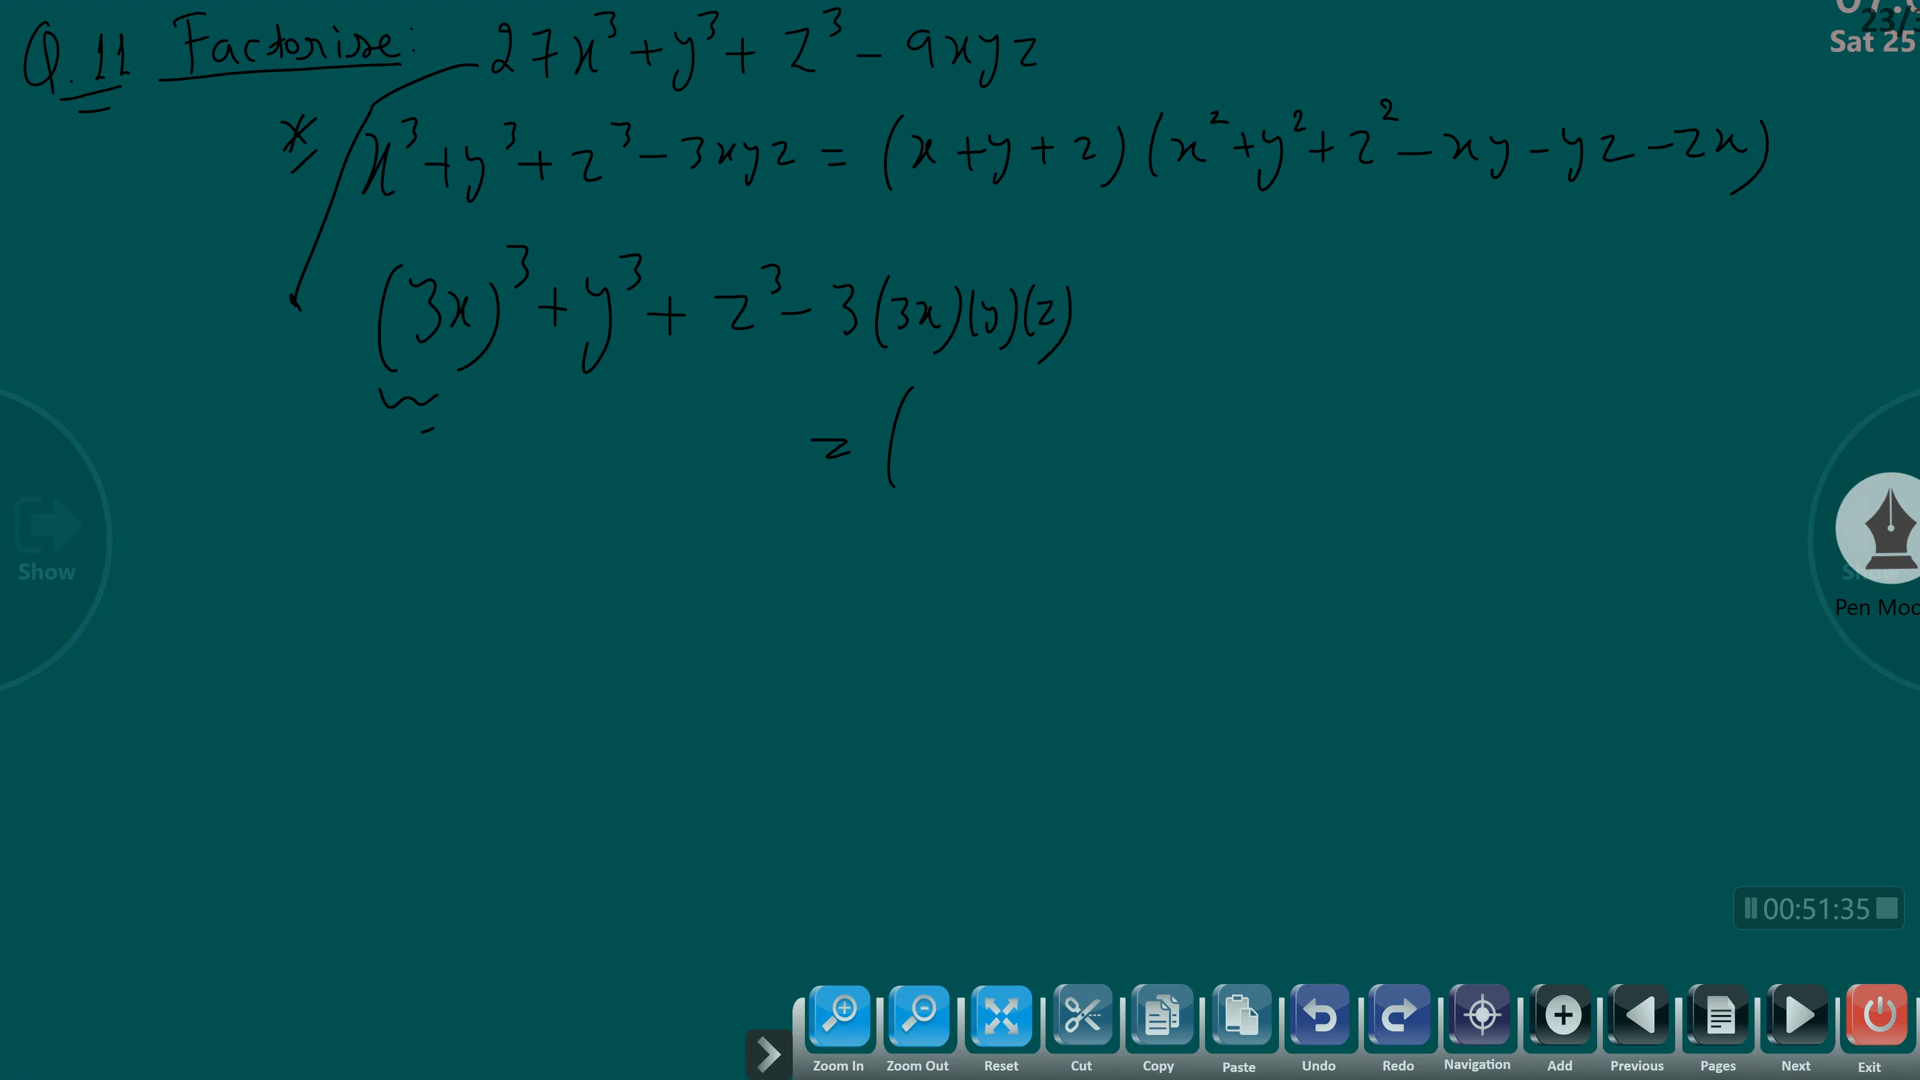 Q.11 Factorise: 27x³+y³+z³-9xyz
* x³+y³+z³-3xyz = (x+y+z)(x²+y²+z²-xy-yz-zx)
(3x)³+y³+z³-3(3x)(y)(z)
= (
23/3
Sat 25
Show
Pen Mod
00:51:35
Zoom In Zoom Out Reset Cut Copy Paste Undo Redo Navigation Add Previous Pages Next Exit